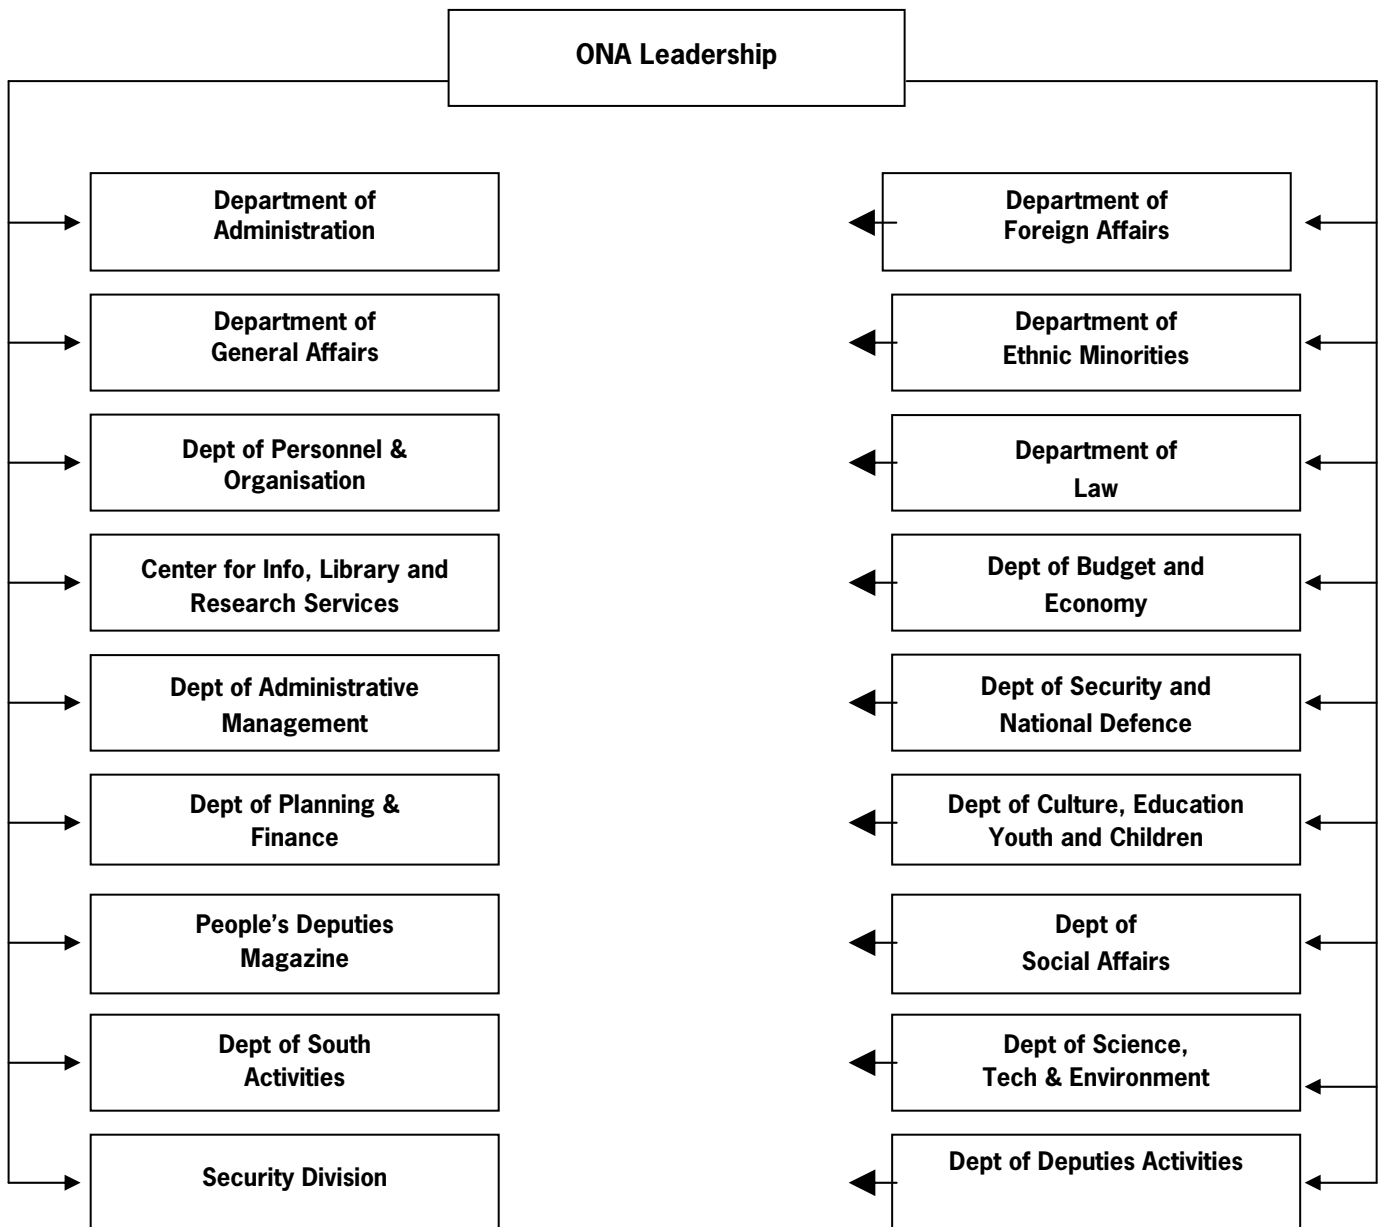 ONA Leadership
Department of
Administration
Department of
General Affairs
Dept of Personnel &
Organisation
Center for Info, Library and
Research Services
Dept of Administrative
Management
Dept of Planning &
Finance
People’s Deputies
Magazine
Dept of South
Activities
Security Division
Department of
Foreign Affairs
Department of
Ethnic Minorities
Department of
Law
Dept of Budget and
Economy
Dept of Security and
National Defence
Dept of Culture, Education
Youth and Children
Dept of
Social Affairs
Dept of Science,
Tech & Environment
Dept of Deputies Activities